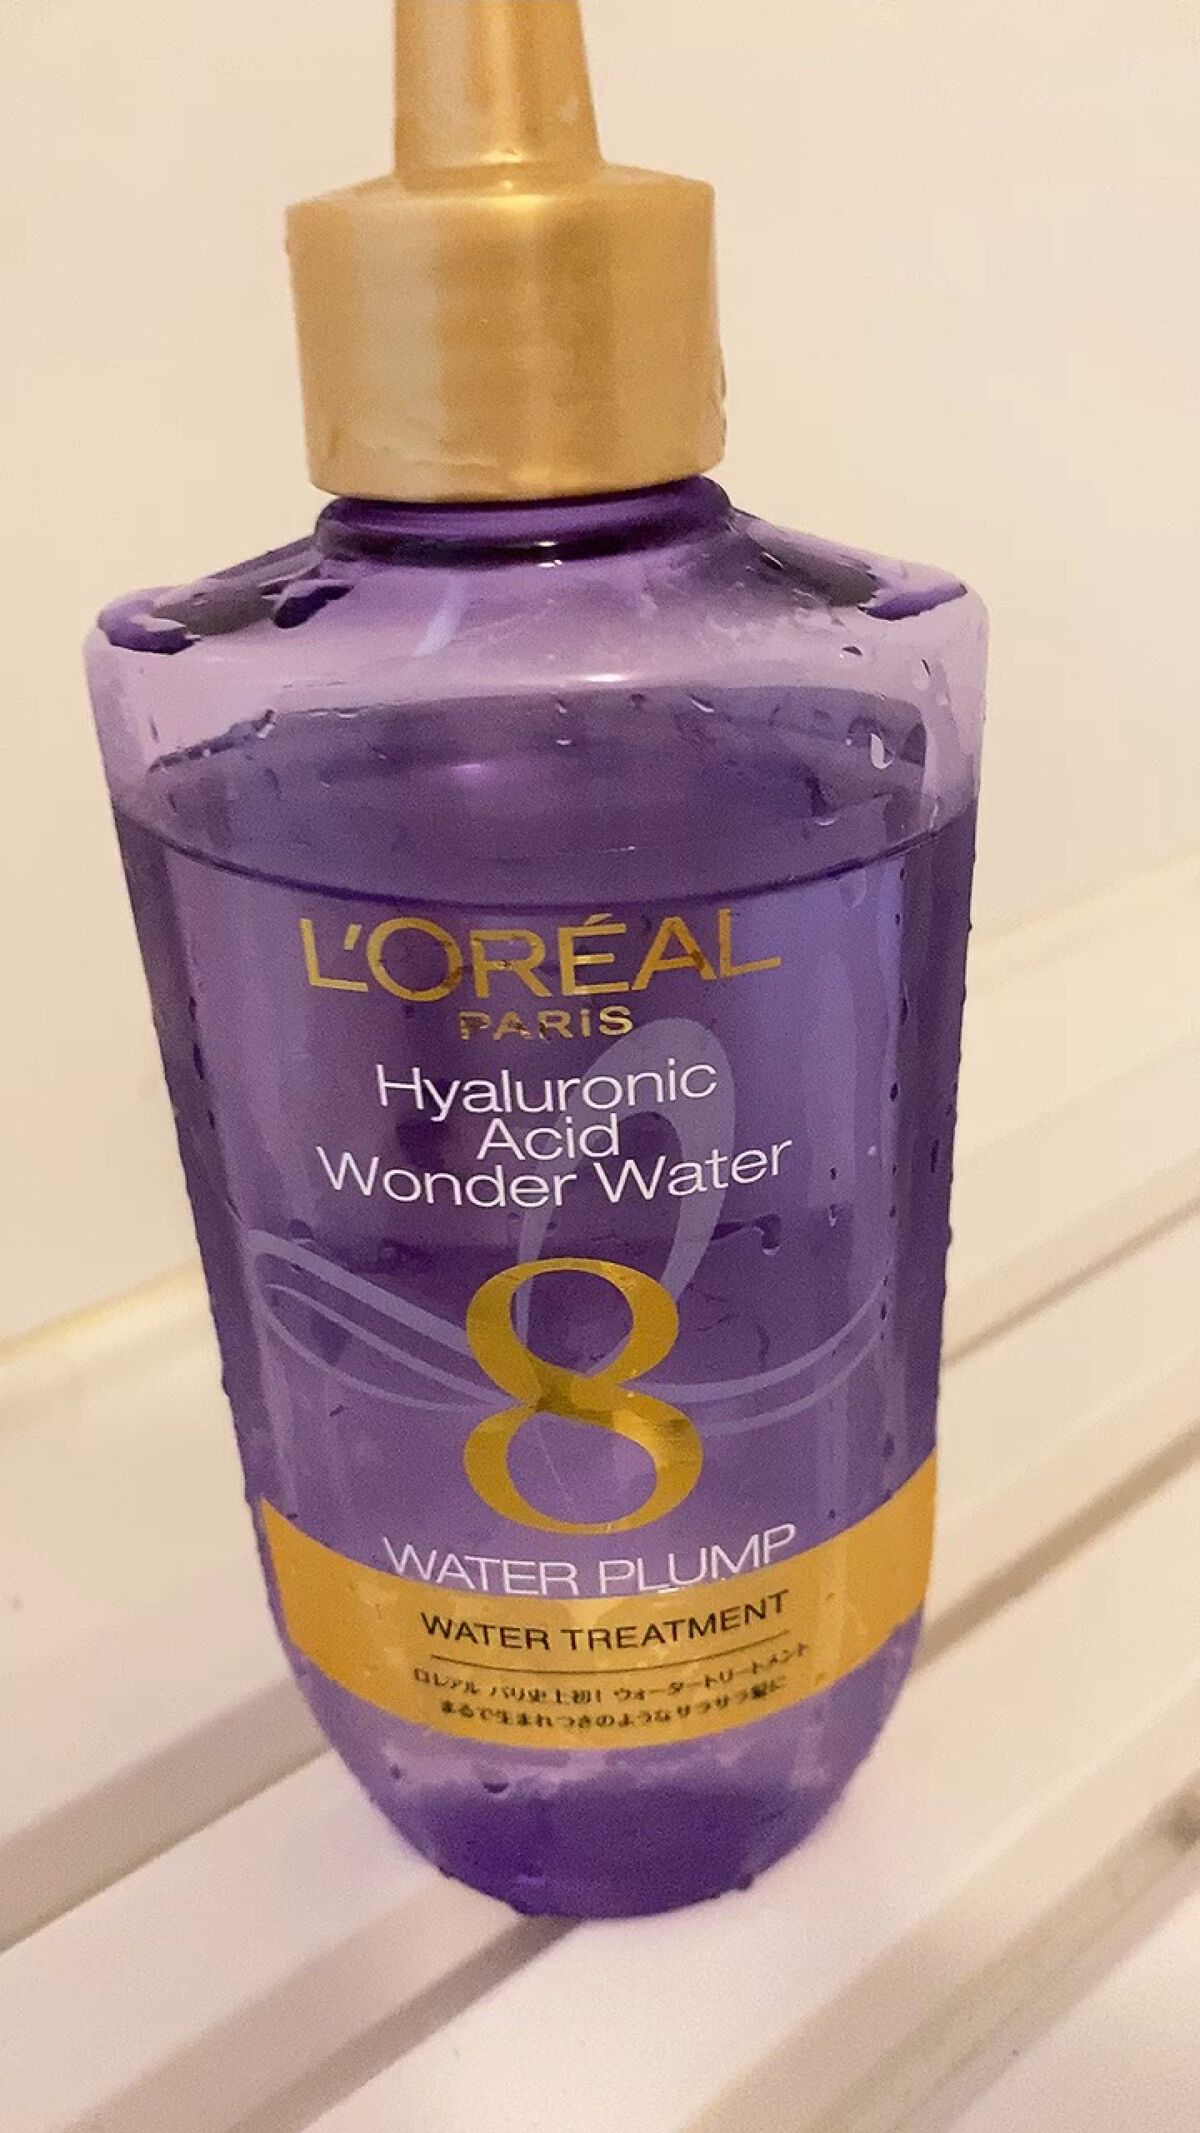 L'ORÉAL
PARIS
Hyaluronic
Acid
Wonder Water
8
WATER PLUMP
WATER TREATMENT
ロレアル パリ史上初! ウォータートリートメント
まるで生まれつきのようなサラサラ髪に